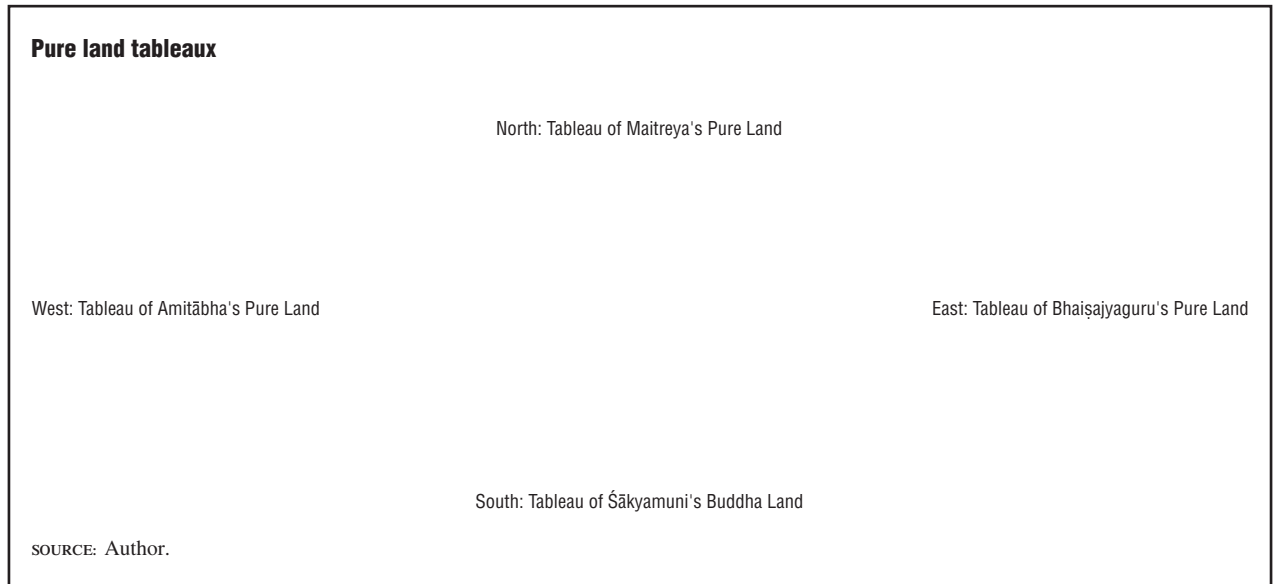 Pure land tableaux
North: Tableau of Maitreya's Pure Land
West: Tableau of Amitābha's Pure Land
East: Tableau of Bhaiṣajyaguru's Pure Land
South: Tableau of Śākyamuni's Buddha Land
SOURCE: Author.